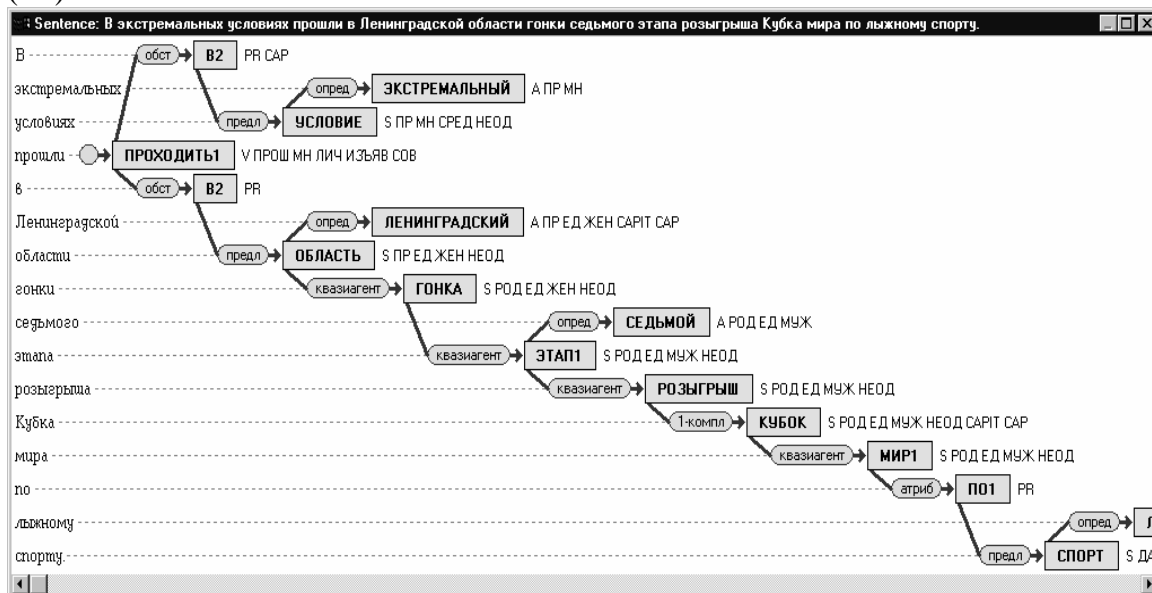 Sentence: В экстремальных условиях прошли в Ленинградской области гонки седьмого этапа розыгрыша Кубка мира по лыжному спорту.
В обст В2 PR CAP
экстремальных опред ЭКСТРЕМАЛЬНЫЙ А ПР МН
условиях предл УСЛОВИЕ S ПР МН СРЕД НЕОД
прошли ПРОХОДИТЬ1 V ПРОШ МН ЛИЧ ИЗЪЯВ СОВ
в обст В2 PR
Ленинградской опред ЛЕНИНГРАДСКИЙ А ПР ЕД ЖЕН CAPIT CAP
области предл ОБЛАСТЬ S ПР ЕД ЖЕН НЕОД
гонки квазиагент ГОНКА S РОД ЕД ЖЕН НЕОД
седьмого опред СЕДЬМОЙ А РОД ЕД МУЖ
этапа квазиагент ЭТАП1 S РОД ЕД МУЖ НЕОД
розыгрыша квазиагент РОЗЫГРЫШ S РОД ЕД МУЖ НЕОД
Кубка 1-компл КУБОК S РОД ЕД МУЖ НЕОД CAPIT CAP
мира квазиагент МИР1 S РОД ЕД МУЖ НЕОД
по атриб ПО1 PR
лыжному опред
спорту. предл СПОРТ S ДА